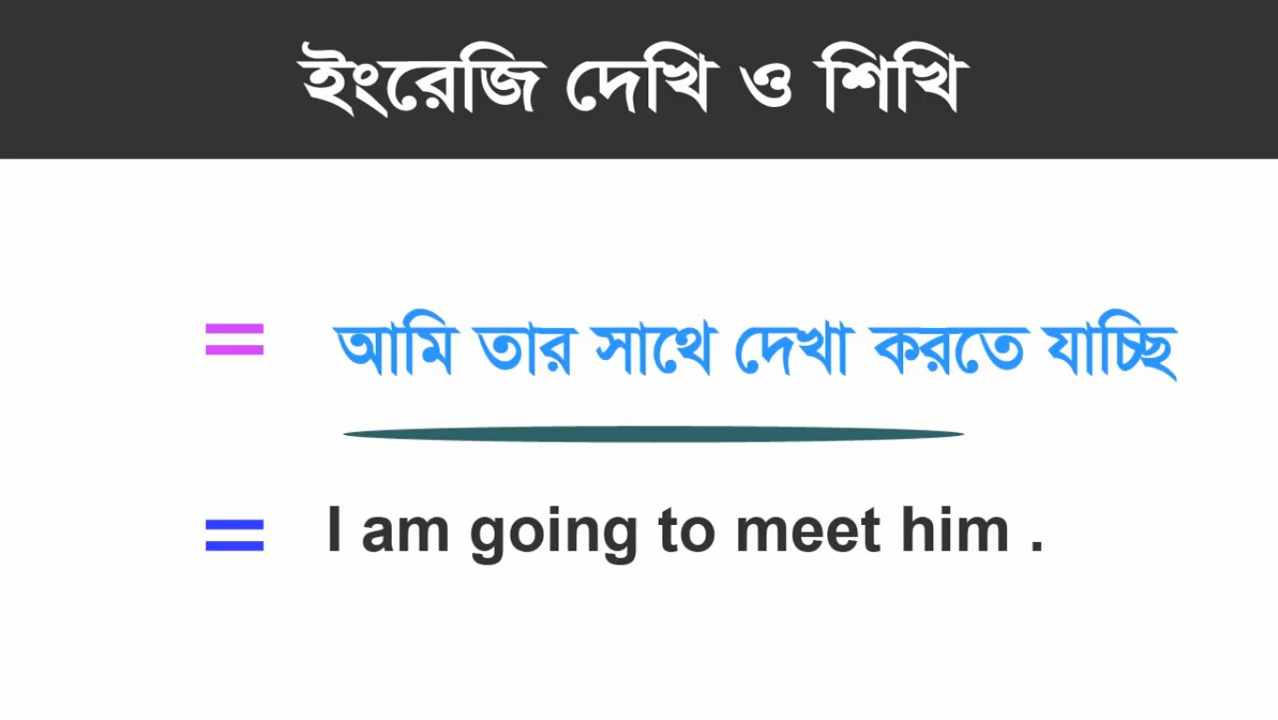 ইংরেজি দেখি ও শিখি
= আমি তার সাথে দেখা করতে যাচ্ছি
= I am going to meet him .